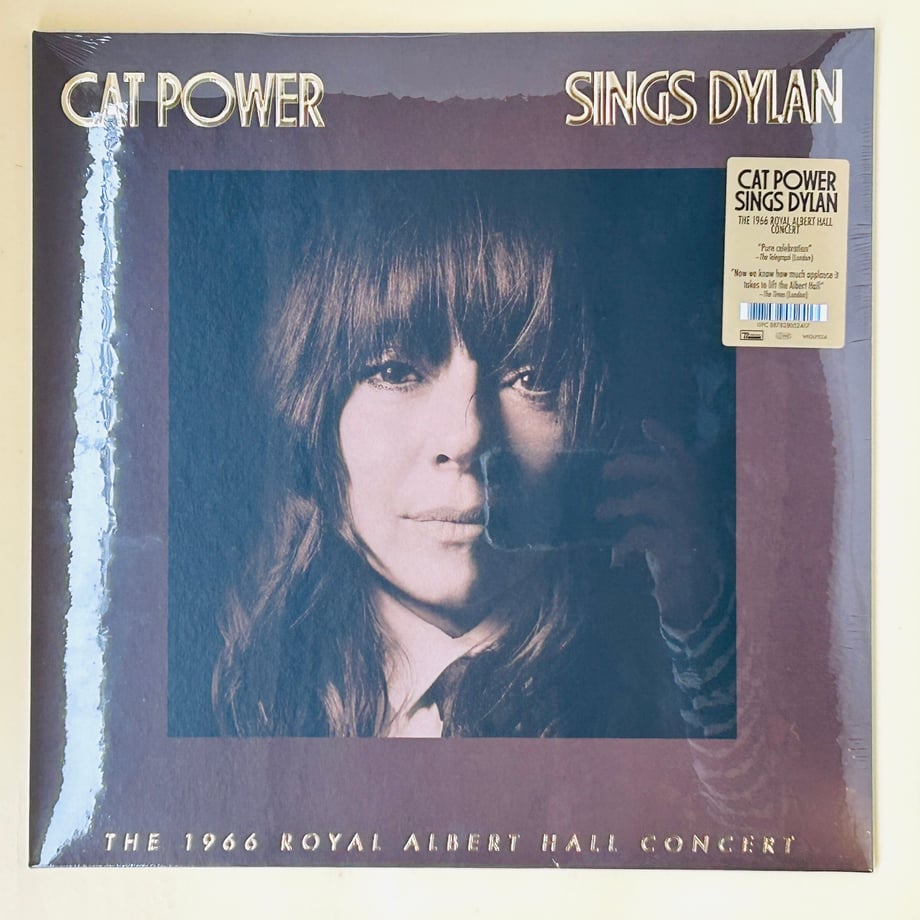 CAT POWER
SINGS DYLAN
CAT POWER
SINGS DYLAN
THE 1966 ROYAL ALBERT HALL
CONCERT
"Pure celebration"
–The Telegraph (London)
"Now we know how much applause it
takes to lift the Albert Hall"
–The Times (London)
THE 1966 ROYAL ALBERT HALL CONCERT